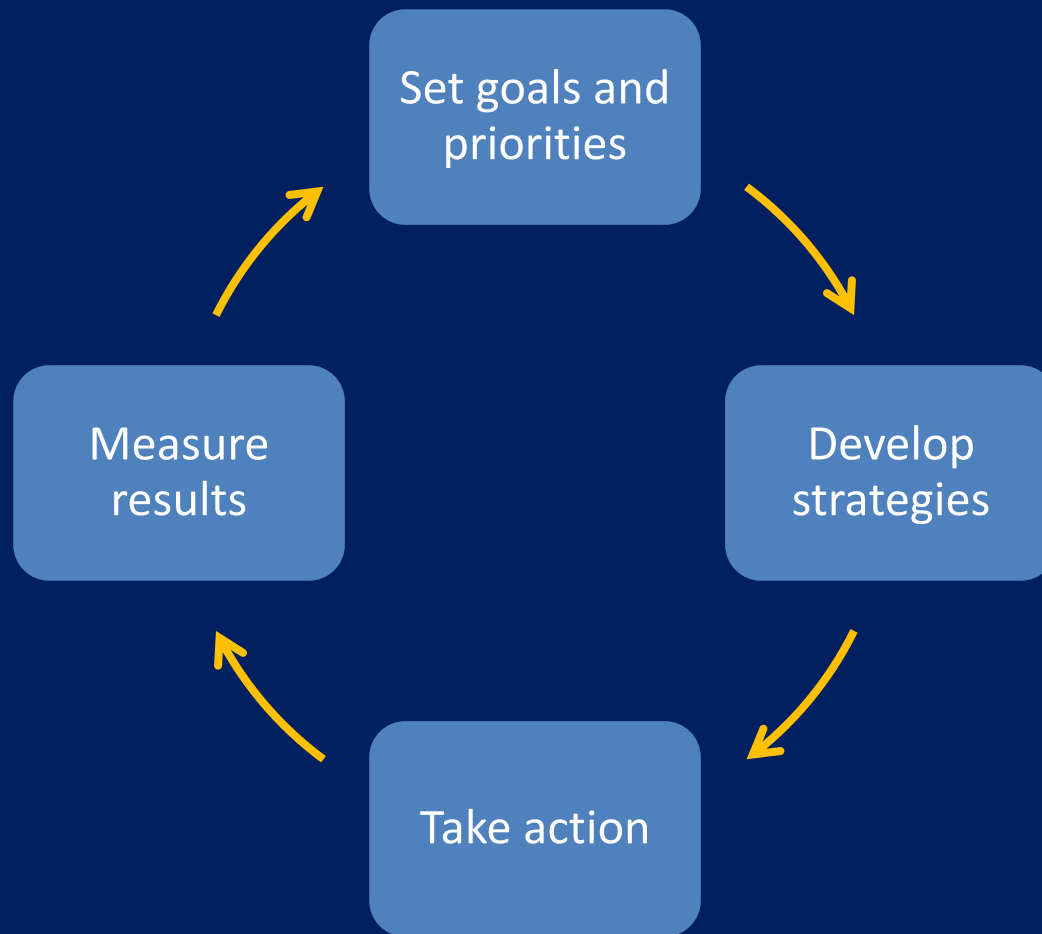 Set goals and
priorities
Develop
strategies
Take action
Measure
results